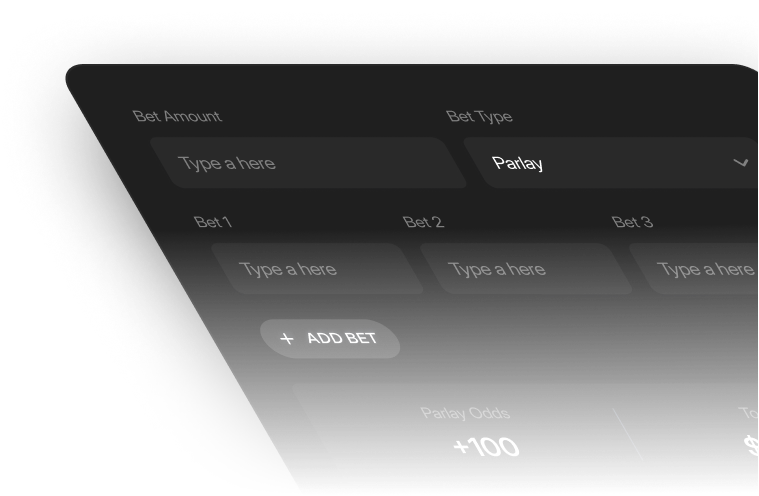 Bet Amount Bet Type
Type a here Parlay
Bet 1 Bet 2 Bet 3
Type a here Type a here Type a here
+ ADD BET
Parlay Odds To
+100 $